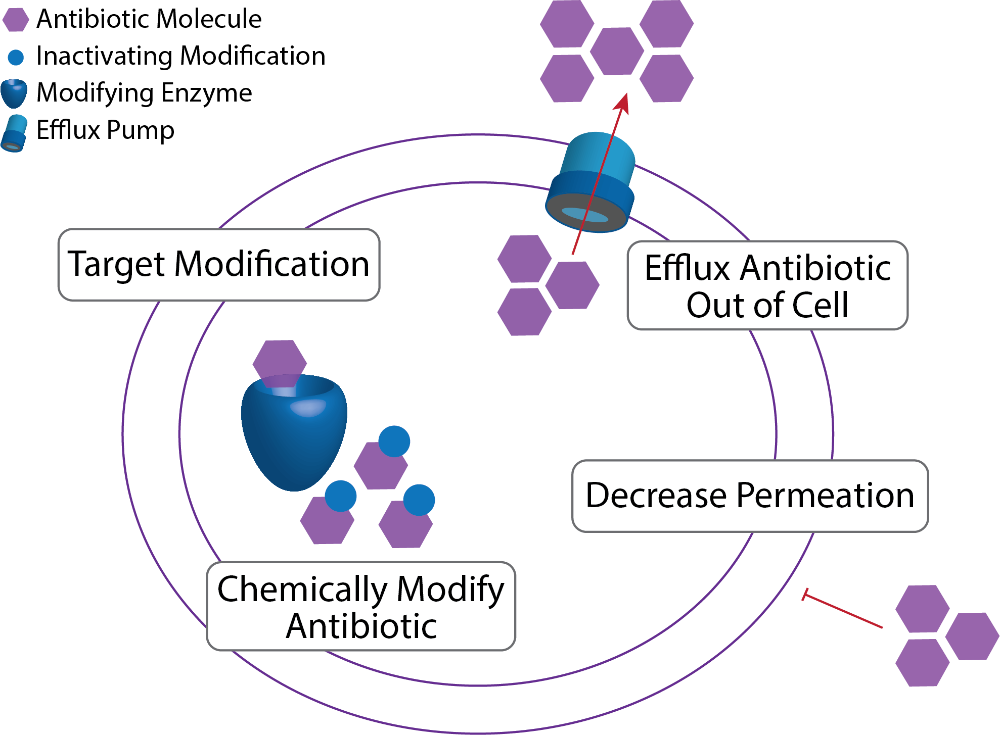 Antibiotic Molecule
Inactivating Modification
Modifying Enzyme
Efflux Pump
Target Modification
Efflux Antibiotic
Out of Cell
Decrease Permeation
Chemically Modify
Antibiotic